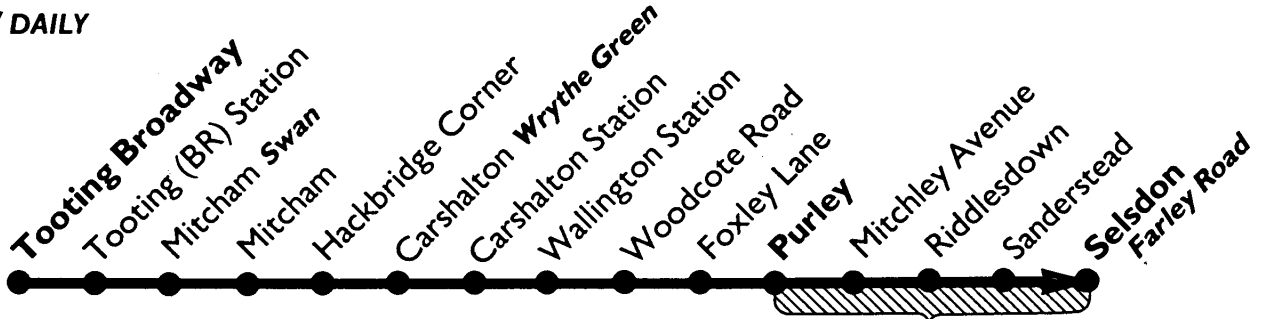 DAILY
Tooting Broadway
Tooting (BR) Station
Mitcham Swan
Mitcham
Hackbridge Corner
Carshalton Wrythe Green
Carshalton Station
Wallington Station
Woodcote Road
Foxley Lane
Purley
Mitchley Avenue
Riddlesdown
Sanderstead
Selsdon
Farley Road